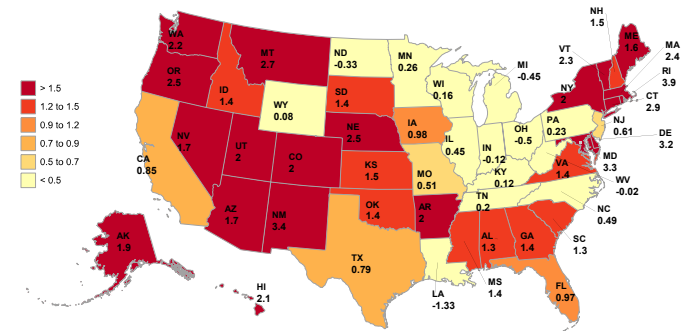 NH
1.5
WA
2.2
MT
2.7
ND
-0.33
MN
0.26
ME
1.6
VT
2.3
MA
2.4
RI
3.9
CT
2.9
OR
2.5
ID
1.4
WY
0.08
SD
1.4
WI
0.16
MI
-0.45
NY
2
> 1.5
1.2 to 1.5
0.9 to 1.2
0.7 to 0.9
0.5 to 0.7
< 0.5
NV
1.7
UT
2
CO
2
NE
2.5
IA
0.98
IL
0.45
IN
-0.12
OH
-0.5
PA
0.23
NJ
0.61
DE
3.2
MD
3.3
CA
0.85
KS
1.5
MO
0.51
KY
0.12
VA
1.4
WV
-0.02
AZ
1.7
NM
3.4
OK
1.4
AR
2
TN
0.2
NC
0.49
SC
1.3
AK
1.9
TX
0.79
LA
-1.33
MS
1.4
AL
1.3
GA
1.4
FL
0.97
HI
2.1